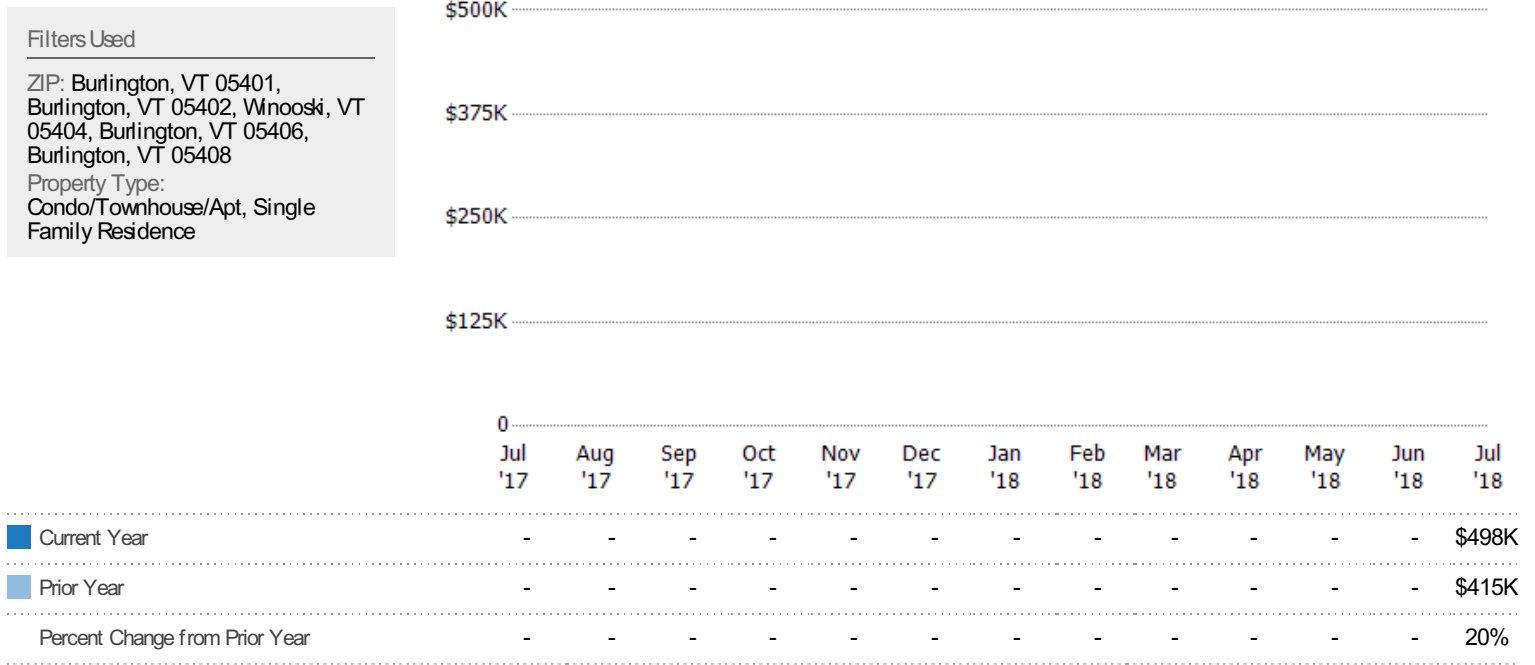 Filters Used
ZIP: Burlington, VT 05401,
Burlington, VT 05402, Winooski, VT
05404, Burlington, VT 05406,
Burlington, VT 05408
Property Type:
Condo/Townhouse/Apt, Single
Family Residence
$500K
$375K
$250K
$125K
0
Jul Aug Sep Oct Nov Dec Jan Feb Mar Apr May Jun Jul
'17 '17 '17 '17 '17 '17 '18 '18 '18 '18 '18 '18 '18
Current Year - - - - - - - - - - - - $498K
Prior Year - - - - - - - - - - - - $415K
Percent Change from Prior Year - - - - - - - - - - - - 20%